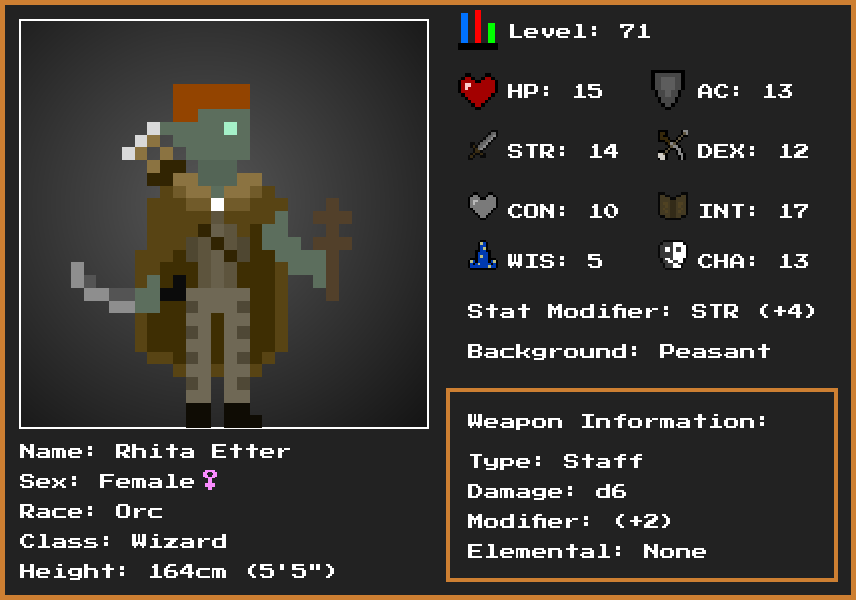 Level: 71
HP: 15
AC: 13
STR: 14
DEX: 12
CON: 10
INT: 17
WIS: 5
CHA: 13
Stat Modifier: STR (+4)
Background: Peasant
Weapon Information:
Type: Staff
Damage: d6
Modifier: (+2)
Elemental: None
Name: Rhita Etter
Sex: Female♀
Race: Orc
Class: Wizard
Height: 164cm (5'5")